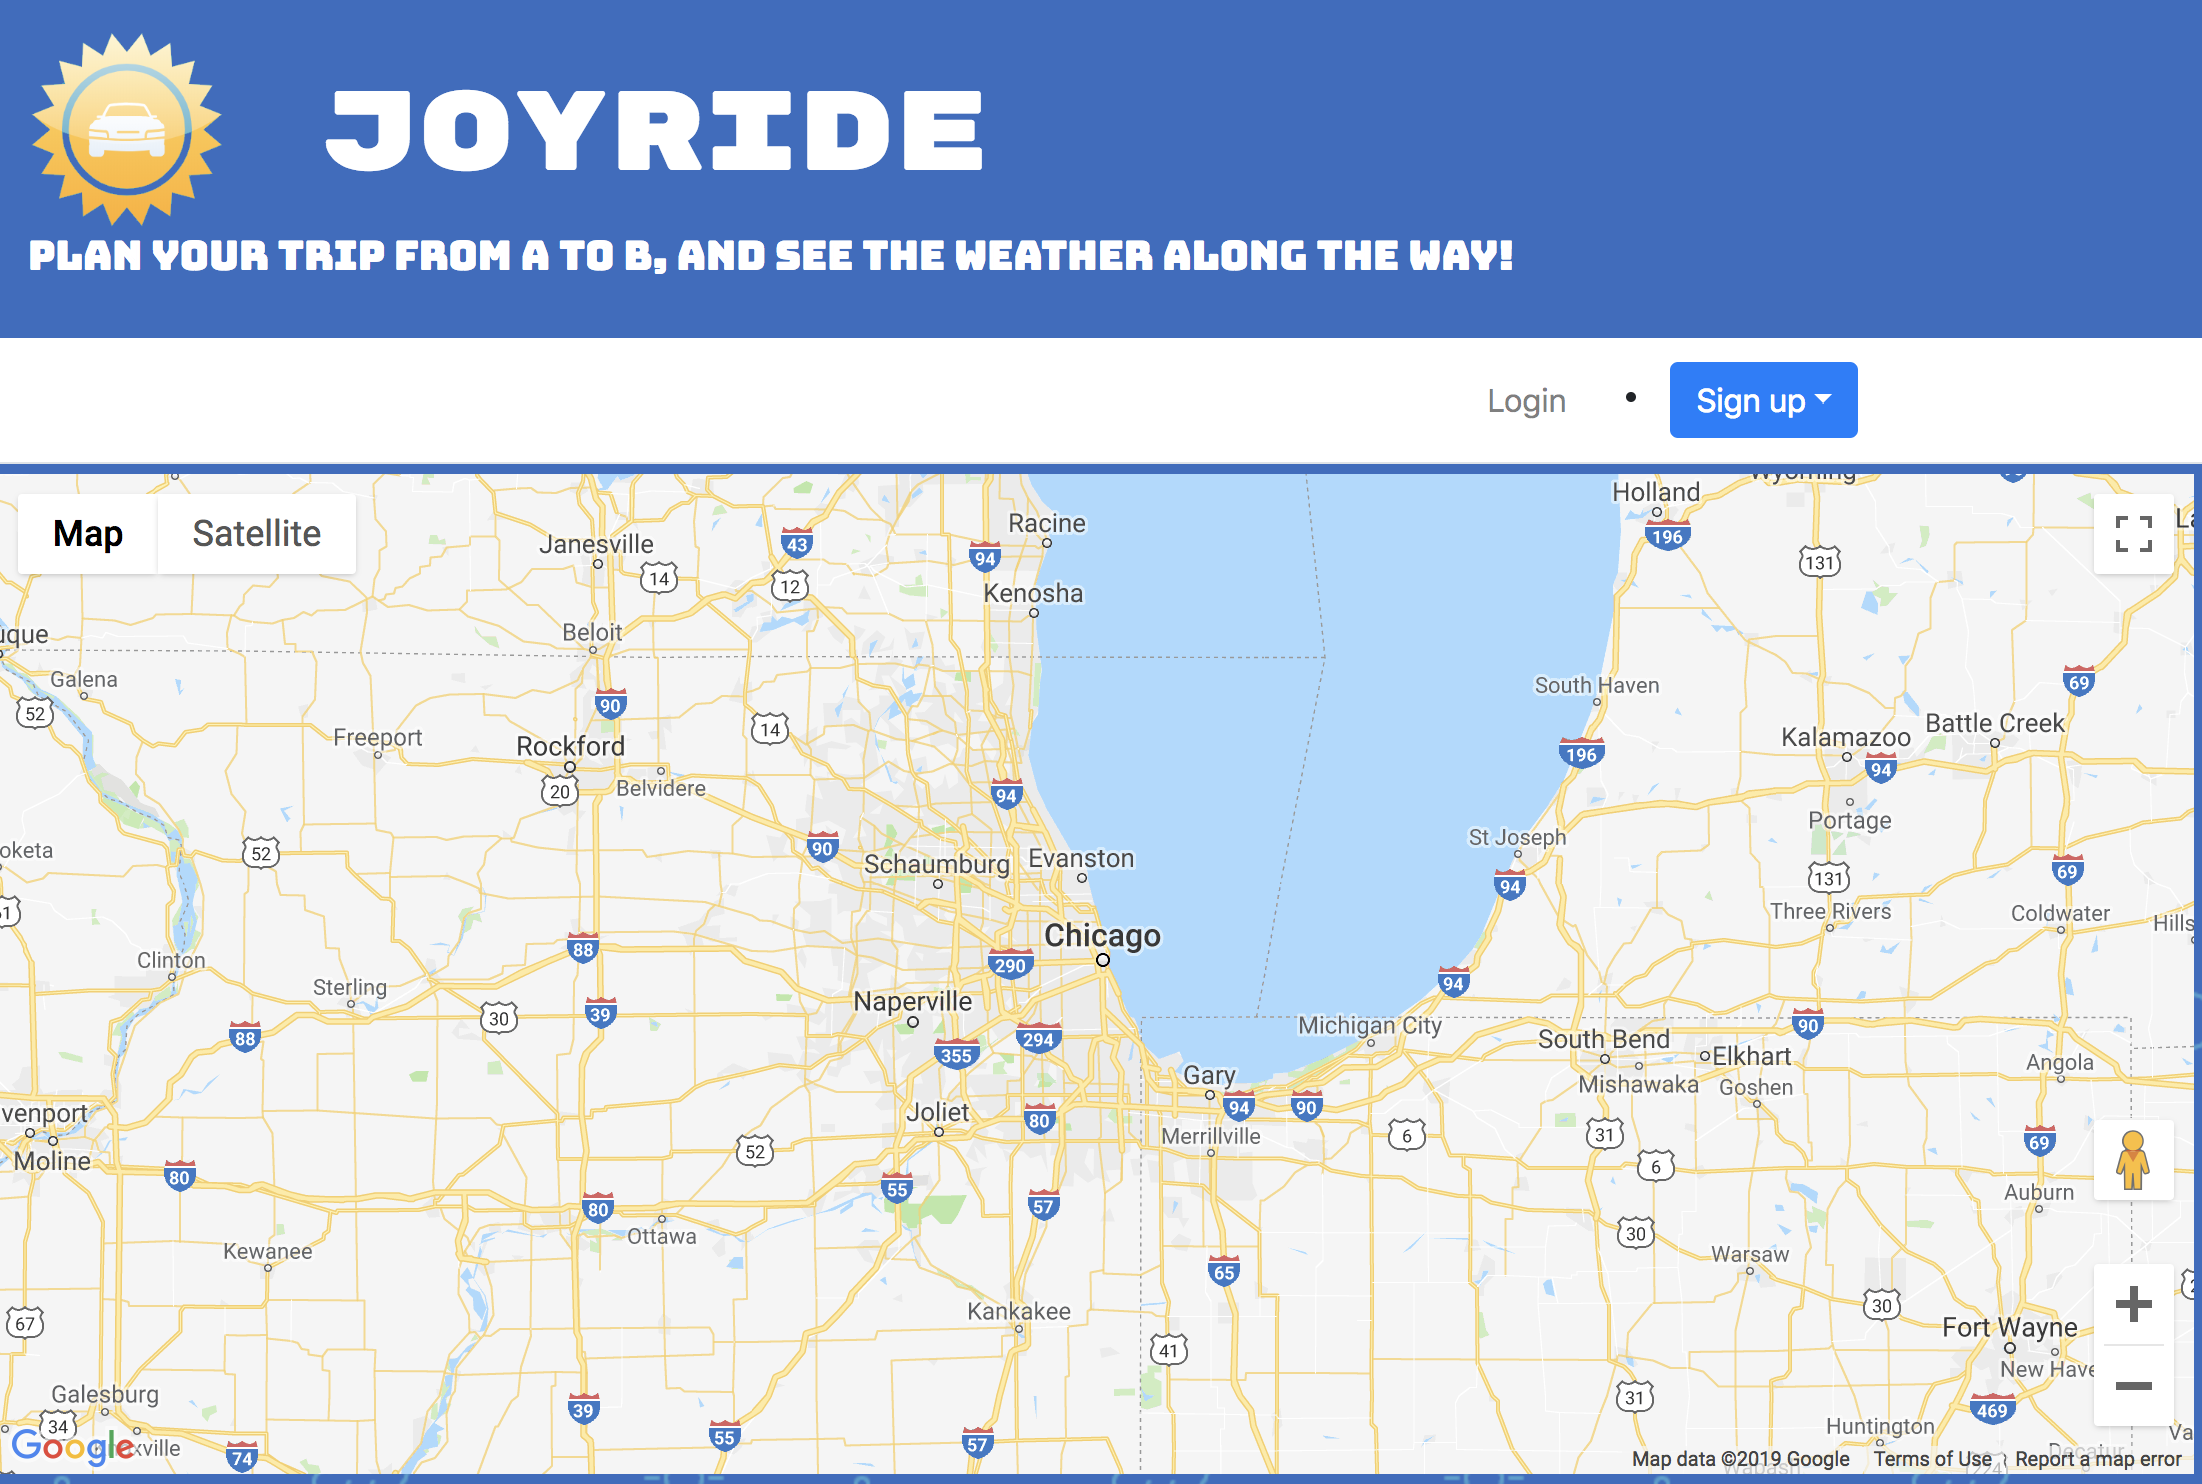 JOYRIDE
PLAN YOUR TRIP FROM A TO B, AND SEE THE WEATHER ALONG THE WAY!
Login • Sign up
Map Satellite
Wyoming
Holland
196
Racine
Janesville
43
94
14
12
131
Kenosha
Beloit
Galena
52
South Haven
69
90
14
Freeport
Rockford
Kalamazoo
Battle Creek
196
94
20
Belvidere
94
Portage
90
St Joseph
52
Schaumburg
Evanston
94
131
69
Three Rivers
Coldwater
Chicago
88
290
Clinton
Sterling
94
Naperville
30
39
88
294
355
Michigan City
90
South Bend
Elkhart
Angola
Gary
Mishawaka
Goshen
Joliet
80
94
90
Merrillville
6
31
69
Moline
52
80
55
6
57
80
Auburn
Ottawa
30
Kewanee
Warsaw
65
Kankakee
30
67
Fort Wayne
41
New Have
Galesburg
31
39
469
34
55
57
Huntington
74
Google
Map data ©2019 Google Terms of Use Report a map error